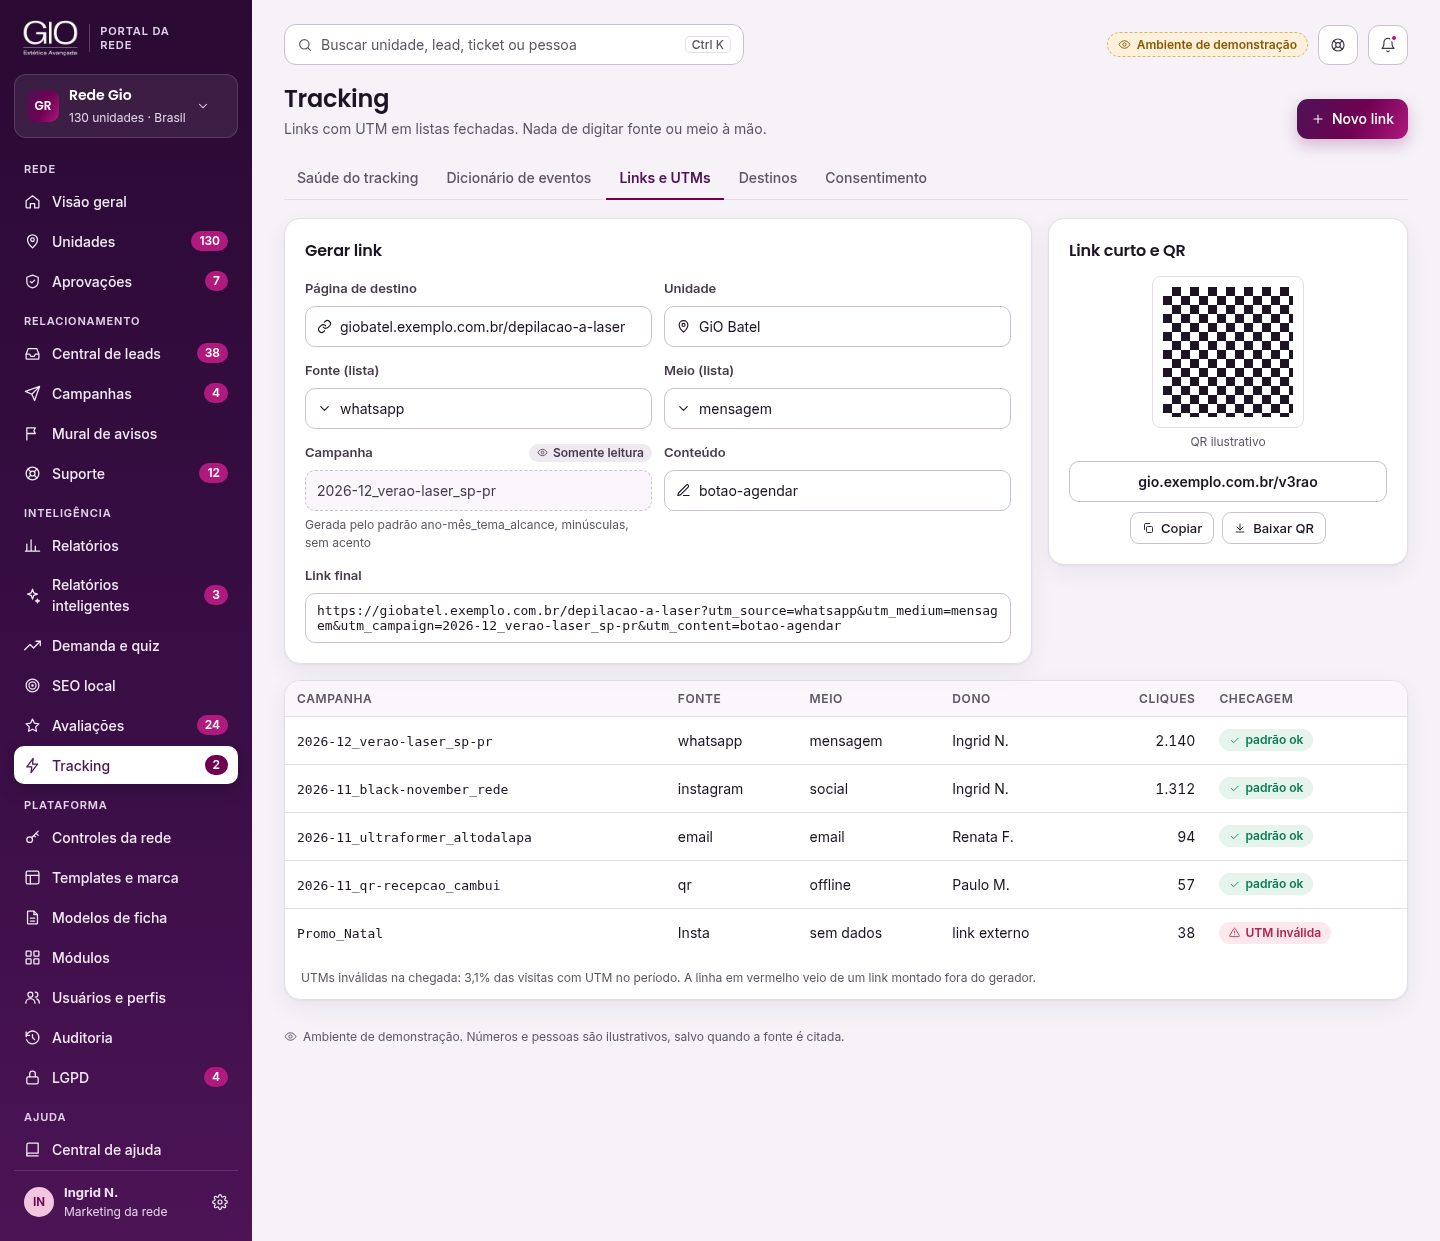 GIO
Estética Avançada
PORTAL DA
REDE
GR
Rede Gio
130 unidades · Brasil
REDE
Visão geral
Unidades 130
Aprovações 7
RELACIONAMENTO
Central de leads 38
Campanhas 4
Mural de avisos
Suporte 12
INTELIGÊNCIA
Relatórios
Relatórios
inteligentes 3
Demanda e quiz
SEO local
Avaliações 24
Tracking 2
PLATAFORMA
Controles da rede
Templates e marca
Modelos de ficha
Módulos
Usuários e perfis
Auditoria
LGPD 4
AJUDA
Central de ajuda
IN
Ingrid N.
Marketing da rede
Buscar unidade, lead, ticket ou pessoa Ctrl K
Ambiente de demonstração
Tracking
Links com UTM em listas fechadas. Nada de digitar fonte ou meio à mão.
Novo link
Saúde do tracking Dicionário de eventos Links e UTMs Destinos Consentimento
Gerar link
Página de destino Unidade
giobatel.exemplo.com.br/depilacao-a-laser GiO Batel
Fonte (lista) Meio (lista)
whatsapp mensagem
Campanha Somente leitura Conteúdo
2026-12_verao-laser_sp-pr botao-agendar
Gerada pelo padrão ano-mês_tema_alcance, minúsculas,
sem acento
Link final
https://giobatel.exemplo.com.br/depilacao-a-laser?utm_source=whatsapp&utm_medium=mensag
em&utm_campaign=2026-12_verao-laser_sp-pr&utm_content=botao-agendar
Link curto e QR
QR ilustrativo
gio.exemplo.com.br/v3rao
Copiar Baixar QR
CAMPANHA FONTE MEIO DONO CLIQUES CHECAGEM
2026-12_verao-laser_sp-pr whatsapp mensagem Ingrid N. 2.140 padrão ok
2026-11_black-november_rede instagram social Ingrid N. 1.312 padrão ok
2026-11_ultraformer_altodalapa email email Renata F. 94 padrão ok
2026-11_qr-recepcao_cambui qr offline Paulo M. 57 padrão ok
Promo_Natal Insta sem dados link externo 38 UTM inválida
UTMs inválidas na chegada: 3,1% das visitas com UTM no período. A linha em vermelho veio de um link montado fora do gerador.
Ambiente de demonstração. Números e pessoas são ilustrativos, salvo quando a fonte é citada.